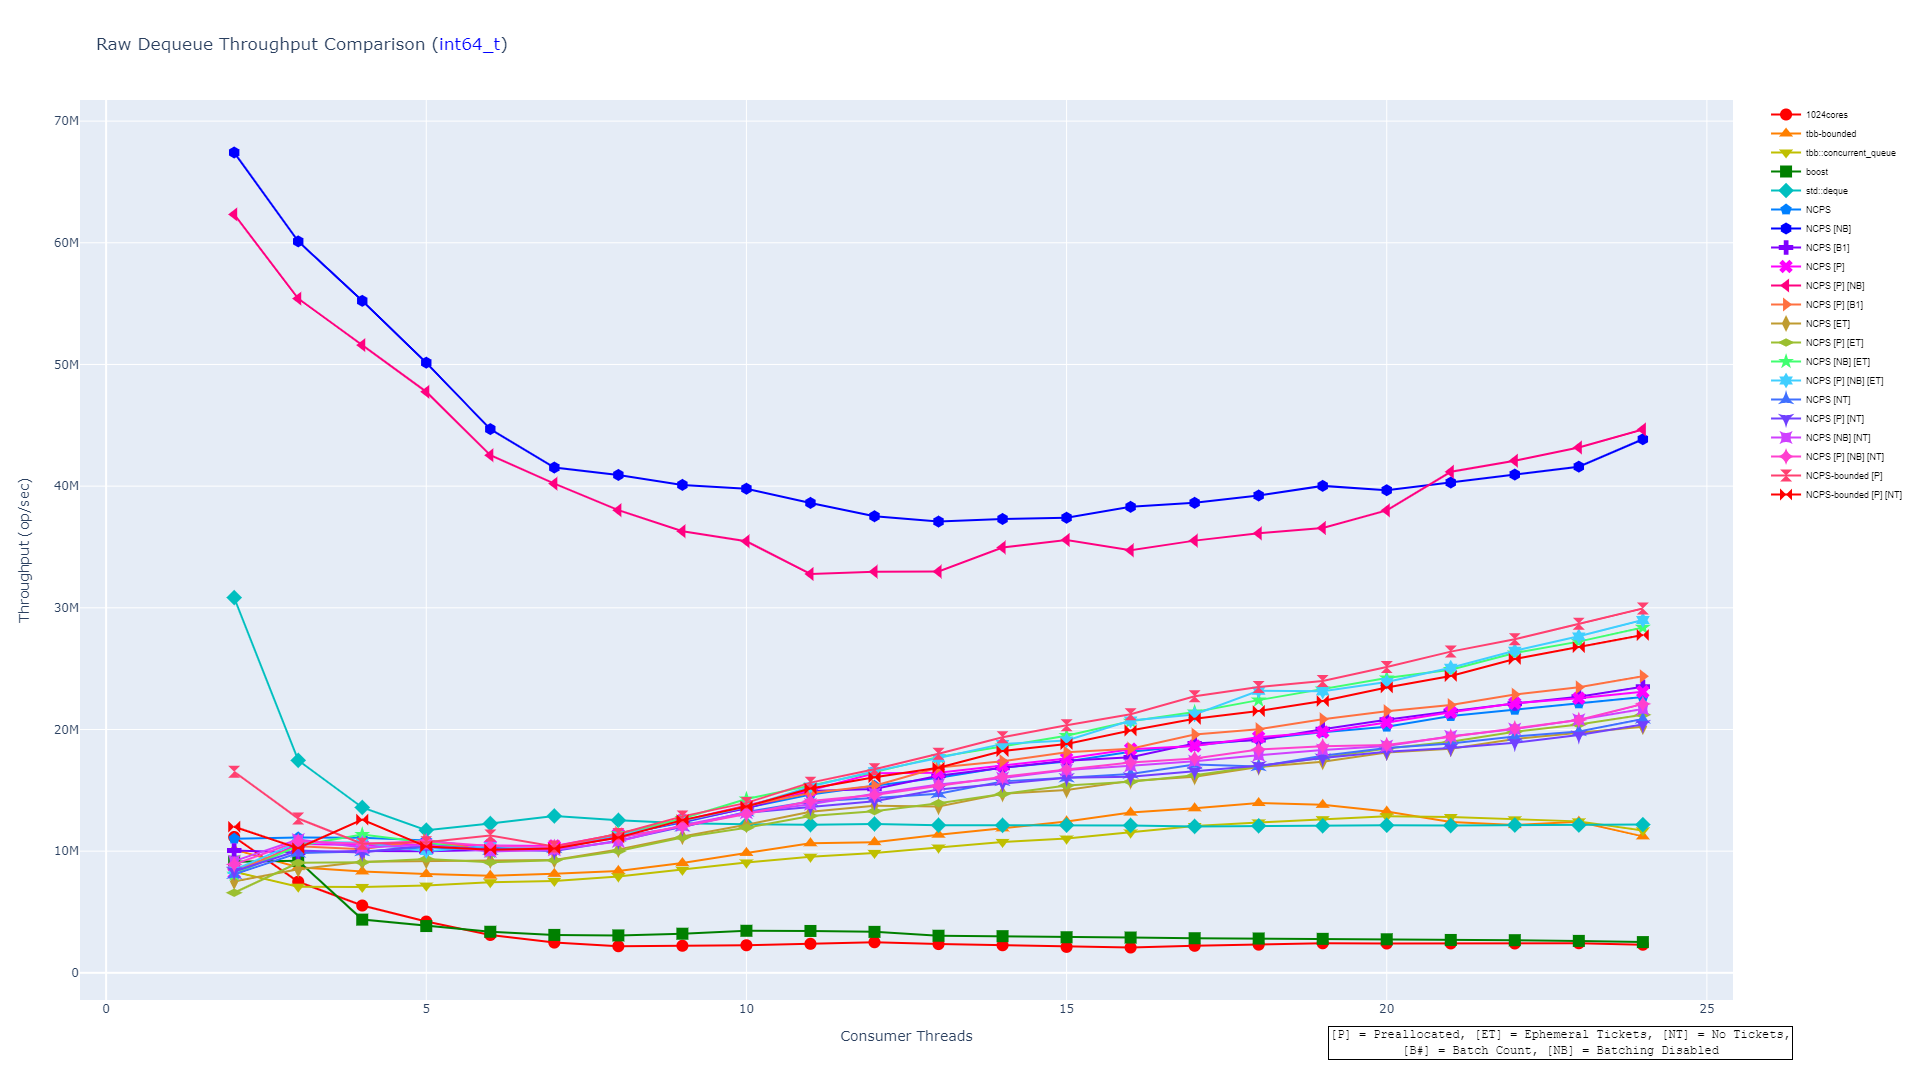 Raw Dequeue Throughput Comparison (int64_t)
70M
60M
50M
40M
30M
20M
10M
0
Throughput (op/sec)
0
5
10
15
20
25
Consumer Threads
1024cores
tbb-bounded
tbb::concurrent_queue
boost
std::deque
NCPS
NCPS [NB]
NCPS [B1]
NCPS [P]
NCPS [P] [NB]
NCPS [P] [B1]
NCPS [ET]
NCPS [P] [ET]
NCPS [NB] [ET]
NCPS [P] [NB] [ET]
NCPS [NT]
NCPS [P] [NT]
NCPS [NB] [NT]
NCPS [P] [NB] [NT]
NCPS-bounded [P]
NCPS-bounded [P] [NT]
[P] = Preallocated, [ET] = Ephemeral Tickets, [NT] = No Tickets,
[B#] = Batch Count, [NB] = Batching Disabled